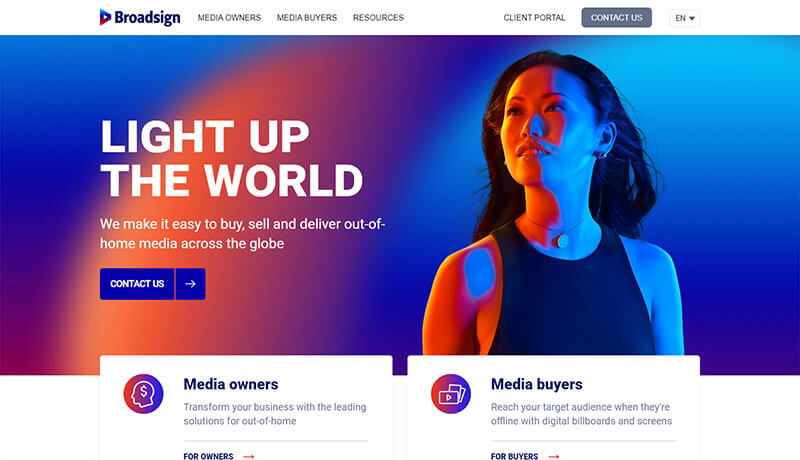 Broadsign MEDIA OWNERS MEDIA BUYERS RESOURCES CLIENT PORTAL CONTACT US EN
LIGHT UP
THE WORLD
We make it easy to buy, sell and deliver out-of-
home media across the globe
CONTACT US
Media owners
Transform your business with the leading
solutions for out-of-home
FOR OWNERS
Media buyers
Reach your target audience when they're
offline with digital billboards and screens
FOR BUYERS